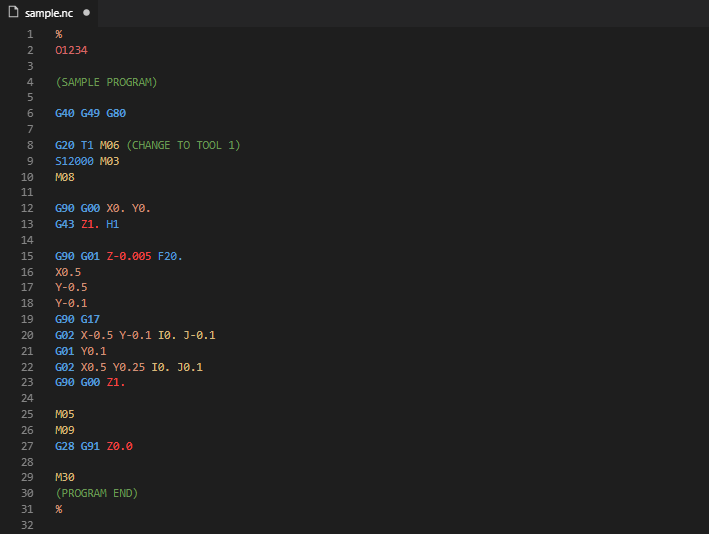 sample.nc
1 %
2 O1234
3
4 (SAMPLE PROGRAM)
5
6 G40 G49 G80
7
8 G20 T1 M06 (CHANGE TO TOOL 1)
9 S12000 M03
10 M08
11
12 G90 G00 X0. Y0.
13 G43 Z1. H1
14
15 G90 G01 Z-0.005 F20.
16 X0.5
17 Y-0.5
18 Y-0.1
19 G90 G17
20 G02 X-0.5 Y-0.1 I0. J-0.1
21 G01 Y0.1
22 G02 X0.5 Y0.25 I0. J0.1
23 G90 G00 Z1.
24
25 M05
26 M09
27 G28 G91 Z0.0
28
29 M30
30 (PROGRAM END)
31 %
32